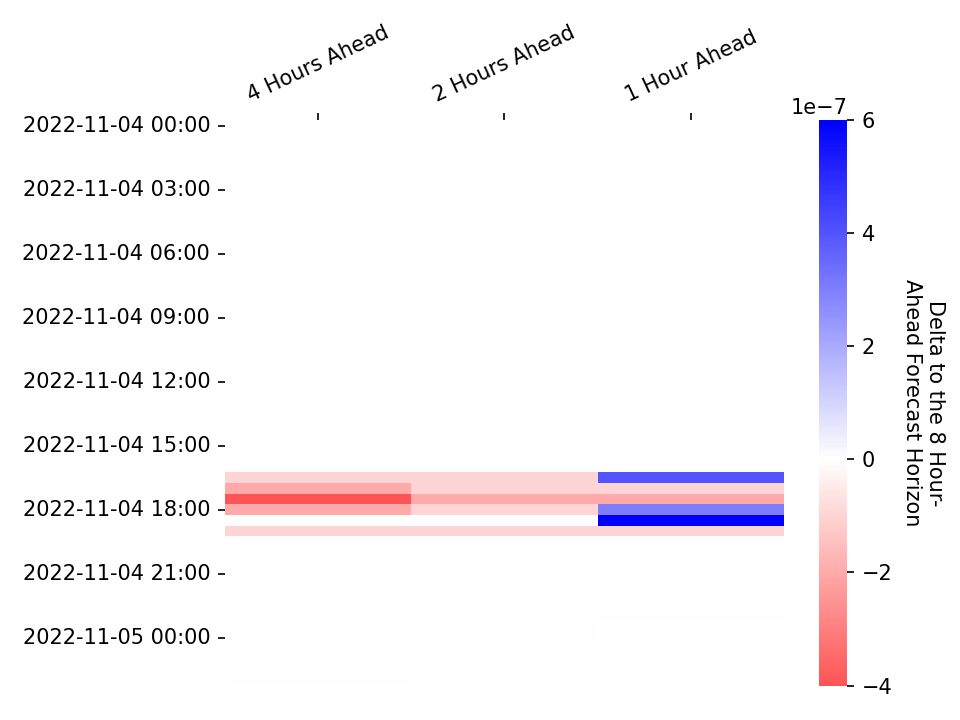 4 Hours Ahead
2 Hours Ahead
1 Hour Ahead
2022-11-04 00:00
2022-11-04 03:00
2022-11-04 06:00
2022-11-04 09:00
2022-11-04 12:00
2022-11-04 15:00
2022-11-04 18:00
2022-11-04 21:00
2022-11-05 00:00
1e−7
6
4
2
0
−2
−4
Delta to the 8 Hour-
Ahead Forecast Horizon